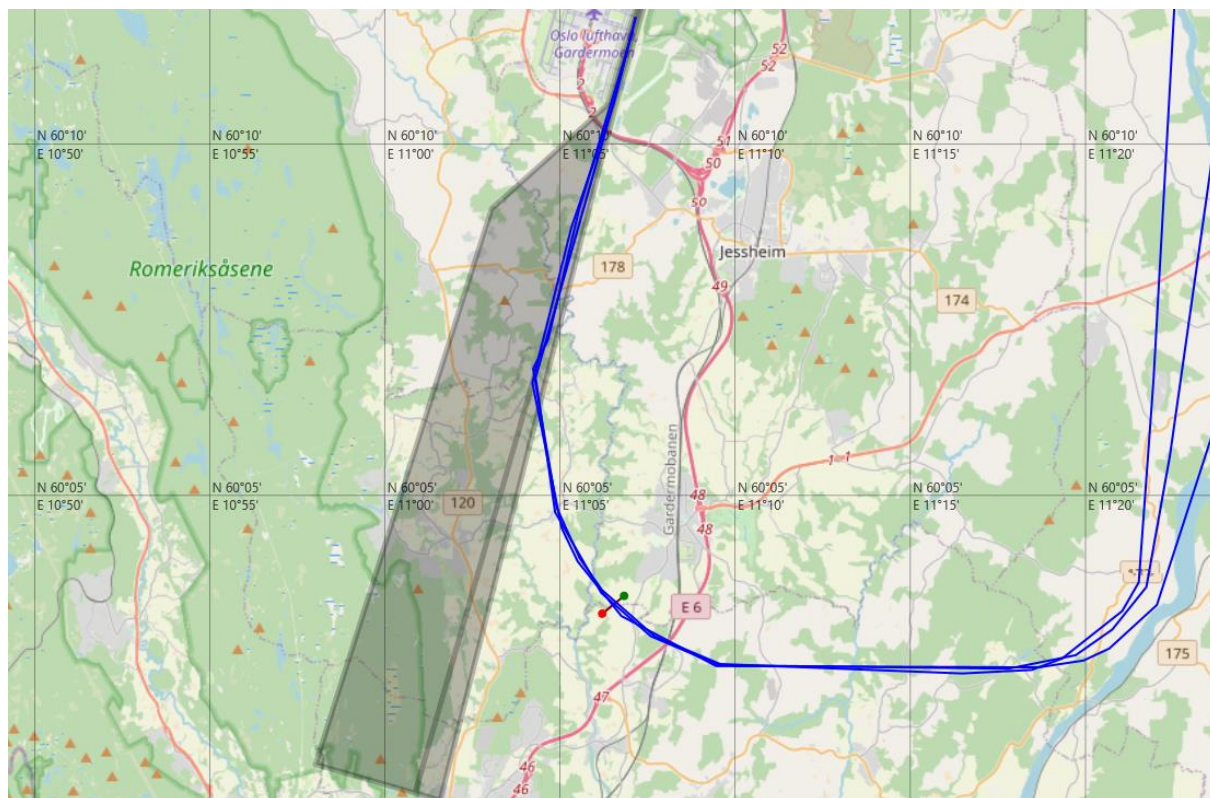 52
52
Oslo lufthavn
Gardermoen
2
2
N 60°10'
E 10°50'
N 60°10'
E 10°55'
N 60°10'
E 11°00'
N 60°10'
E 11°05'
N 60°10'
E 11°10'
N 60°10'
E 11°15'
N 60°10'
E 11°20'
51
50
50
Jessheim
178
Romeriksåsene
49
174
Gardermobanen
1
1
N 60°05'
E 10°50'
N 60°05'
E 10°55'
N 60°05'
E 11°00'
N 60°05'
E 11°05'
N 60°05'
E 11°10'
N 60°05'
E 11°15'
N 60°05'
E 11°20'
120
48
48
E 6
175
47
46
46